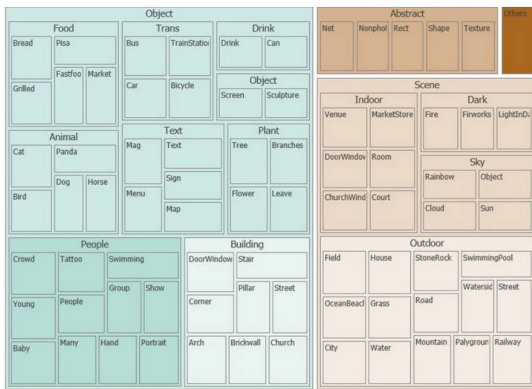 Object
Food
Bread
Pisa
Fastfoo
Market
Grilled
Trans
Bus
TrainStation
Car
Bicycle
Drink
Drink
Can
Object
Screen
Sculpture
Animal
Cat
Panda
Dog
Horse
Bird
Text
Mag
Text
Sign
Menu
Map
Plant
Tree
Branches
Flower
Leave
People
Crowd
Tattoo
Swimming
Group
Show
Young
People
Baby
Many
Hand
Portrait
Building
DoorWindow
Stair
Pillar
Street
Corner
Arch
Brickwall
Church
Abstract
Net
Nonphol
Rect
Shape
Texture
Others
Scene
Indoor
Venue
MarketStore
DoorWindow
Room
ChurchWind
Court
Dark
Fire
Firworks
LightInDa
Sky
Rainbow
Object
Cloud
Sun
Outdoor
Field
House
StoneRock
SwimmingPool
Watersid
Street
OceanBeach
Grass
Road
City
Water
Mountain
Palygroun
Railway